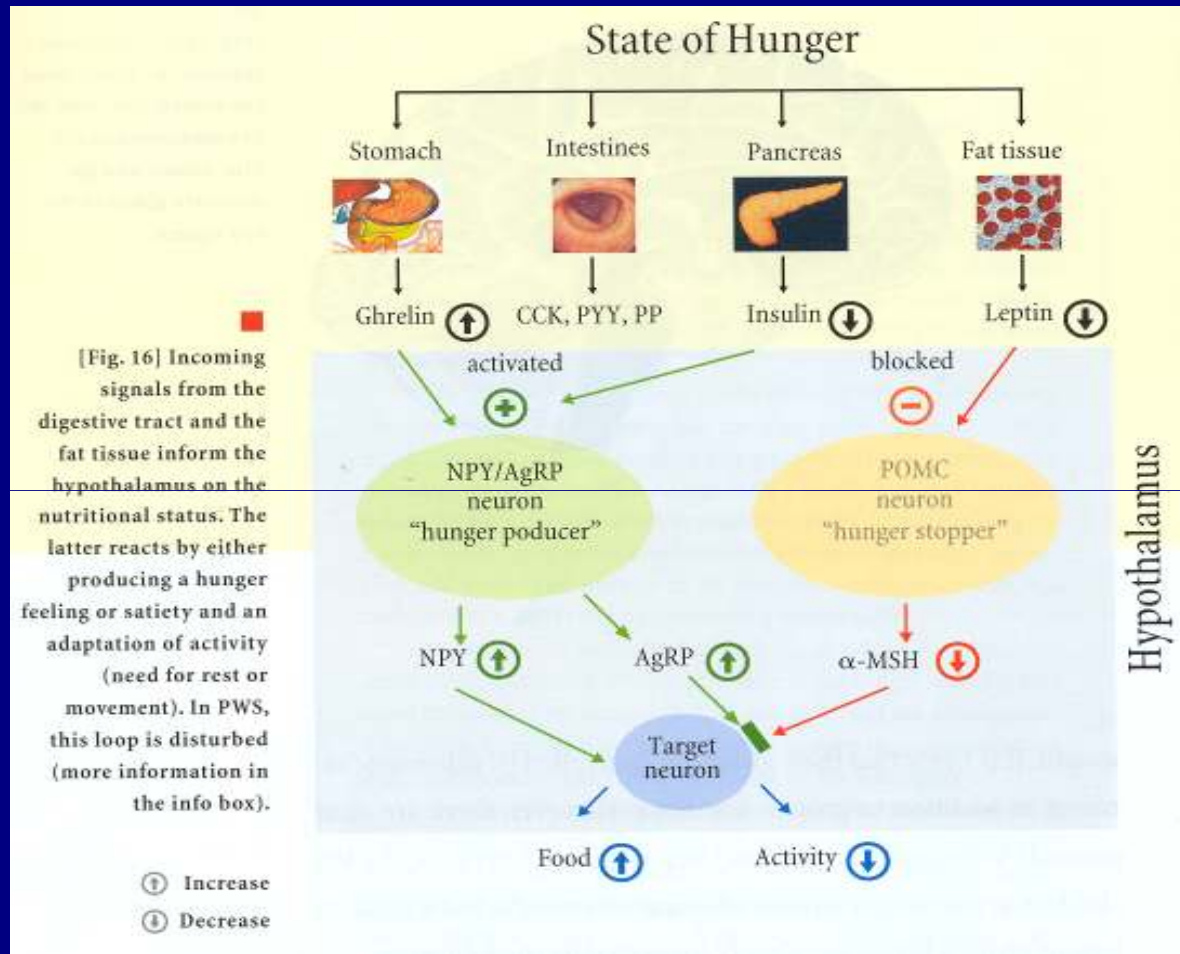 State of Hunger
Stomach
Intestines
Pancreas
Fat tissue
Ghrelin
CCK, PYY, PP
Insulin
Leptin
activated
blocked
NPY/AgRP
neuron
“hunger poducer”
POMC
neuron
“hunger stopper”
NPY
AgRP
α-MSH
Target
neuron
Food
Activity
Hypothalamus
[Fig. 16] Incoming
signals from the
digestive tract and the
fat tissue inform the
hypothalamus on the
nutritional status. The
latter reacts by either
producing a hunger
feeling or satiety and an
adaptation of activity
(need for rest or
movement). In PWS,
this loop is disturbed
(more information in
the info box).
Increase
Decrease